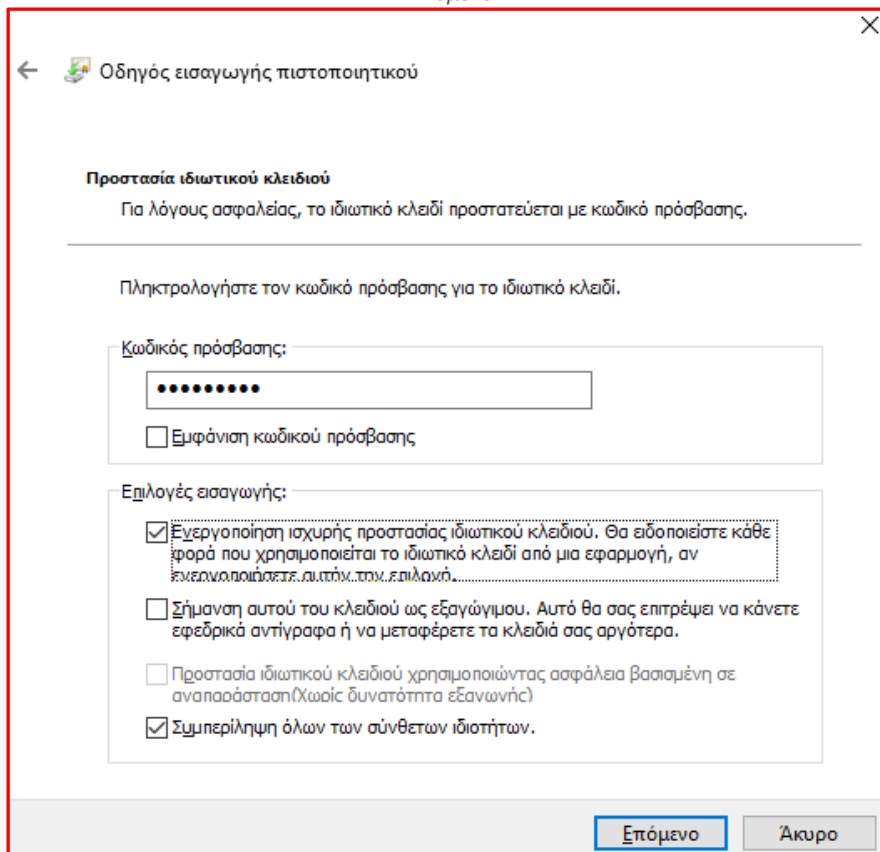 Οδηγός εισαγωγής πιστοποιητικού
Προστασία ιδιωτικού κλειδιού
Για λόγους ασφαλείας, το ιδιωτικό κλειδί προστατεύεται με κωδικό πρόσβασης.
Πληκτρολογήστε τον κωδικό πρόσβασης για το ιδιωτικό κλειδί.
Κωδικός πρόσβασης:
•••••••••
Εμφάνιση κωδικού πρόσβασης
Επιλογές εισαγωγής:
Ενεργοποίηση ισχυρής προστασίας ιδιωτικού κλειδιού. Θα ειδοποιείστε κάθε
φορά που χρησιμοποιείται το ιδιωτικό κλειδί από μια εφαρμογή, αν
ενεργοποιήσετε αυτήν την επιλογή.
Σήμανση αυτού του κλειδιού ως εξαγώγιμου. Αυτό θα σας επιτρέψει να κάνετε
εφεδρικά αντίγραφα ή να μεταφέρετε τα κλειδιά σας αργότερα.
Προστασία ιδιωτικού κλειδιού χρησιμοποιώντας ασφάλεια βασισμένη σε
αναπαράσταση(Χωρίς δυνατότητα εξαγωγής)
Συμπερίληψη όλων των σύνθετων ιδιοτήτων.
Επόμενο
Άκυρο